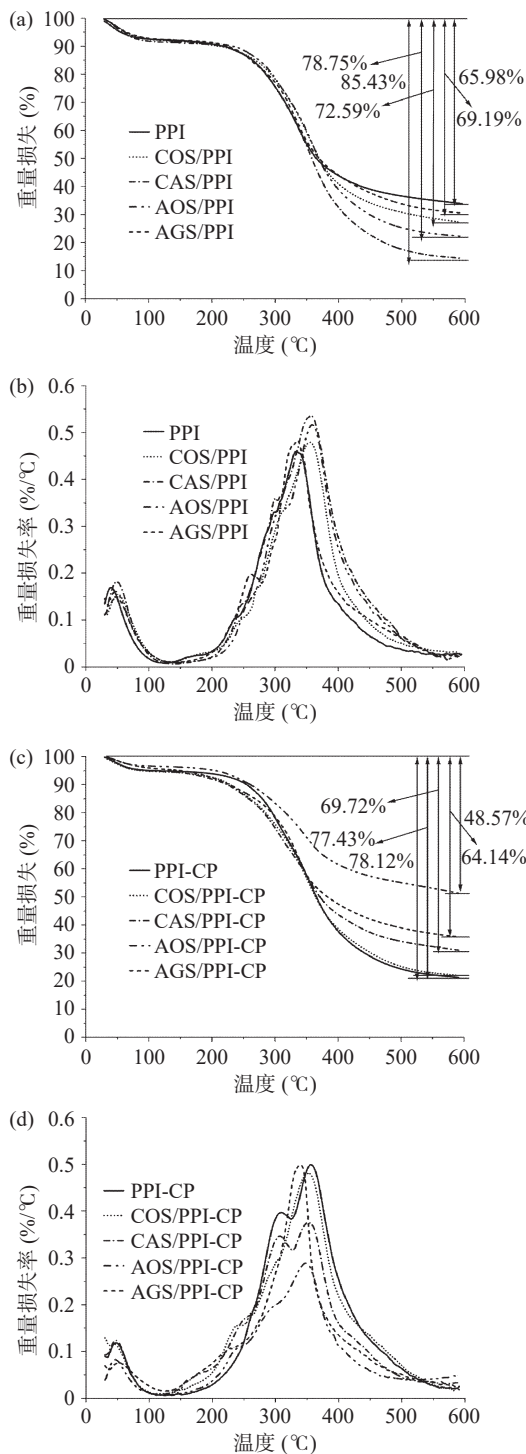 (a)
重量损失 (%)
100
90
80
70
60
50
40
30
20
10
0
78.75%
85.43%
72.59%
65.98%
69.19%
PPI
COS/PPI
CAS/PPI
AOS/PPI
AGS/PPI
0 100 200 300 400 500 600
温度 (℃)
(b)
重量损失率 (%/℃)
0.6
0.5
0.4
0.3
0.2
0.1
0
PPI
COS/PPI
CAS/PPI
AOS/PPI
AGS/PPI
0 100 200 300 400 500 600
温度 (℃)
(c)
重量损失 (%)
100
90
80
70
60
50
40
30
20
10
0
69.72%
77.43%
78.12%
48.57%
64.14%
PPI-CP
COS/PPI-CP
CAS/PPI-CP
AOS/PPI-CP
AGS/PPI-CP
0 100 200 300 400 500 600
温度 (℃)
(d)
重量损失率 (%/℃)
0.6
0.5
0.4
0.3
0.2
0.1
0
PPI-CP
COS/PPI-CP
CAS/PPI-CP
AOS/PPI-CP
AGS/PPI-CP
0 100 200 300 400 500 600
温度 (℃)